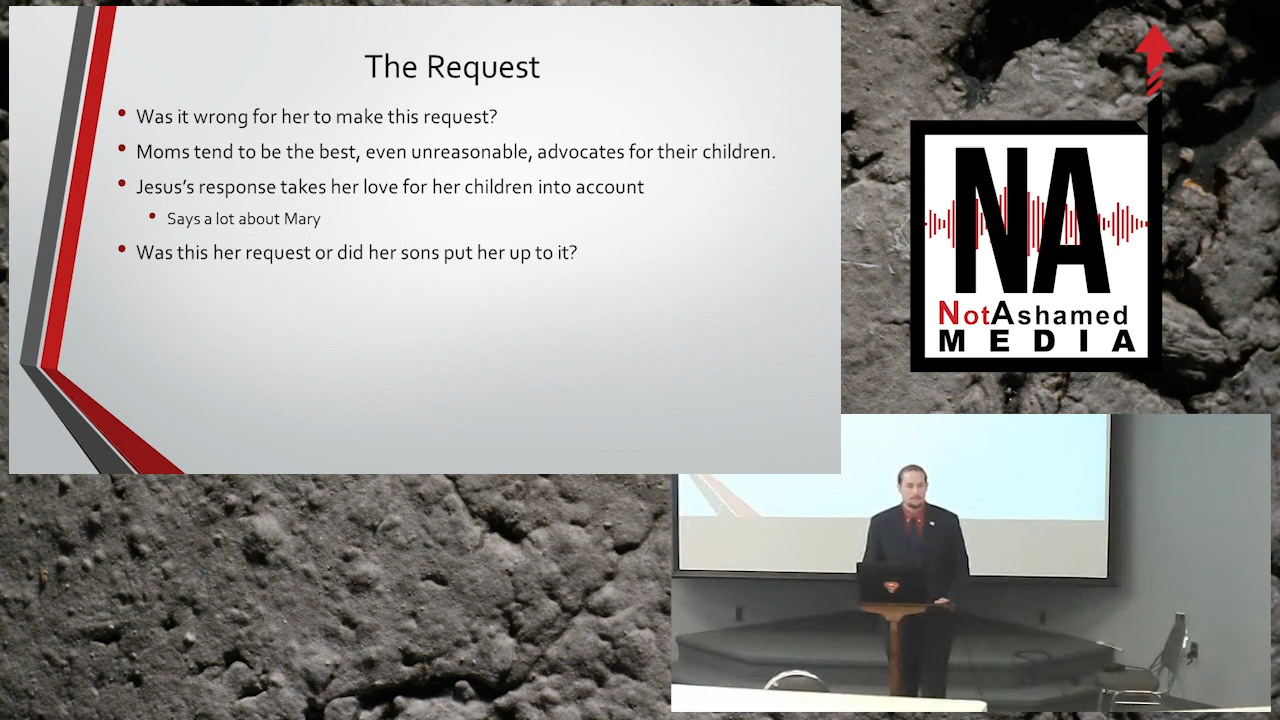 The Request
Was it wrong for her to make this request?
Moms tend to be the best, even unreasonable, advocates for their children.
Jesus's response takes her love for her children into account
Says a lot about Mary
Was this her request or did her sons put her up to it?
NA
NotAshamed
MEDIA